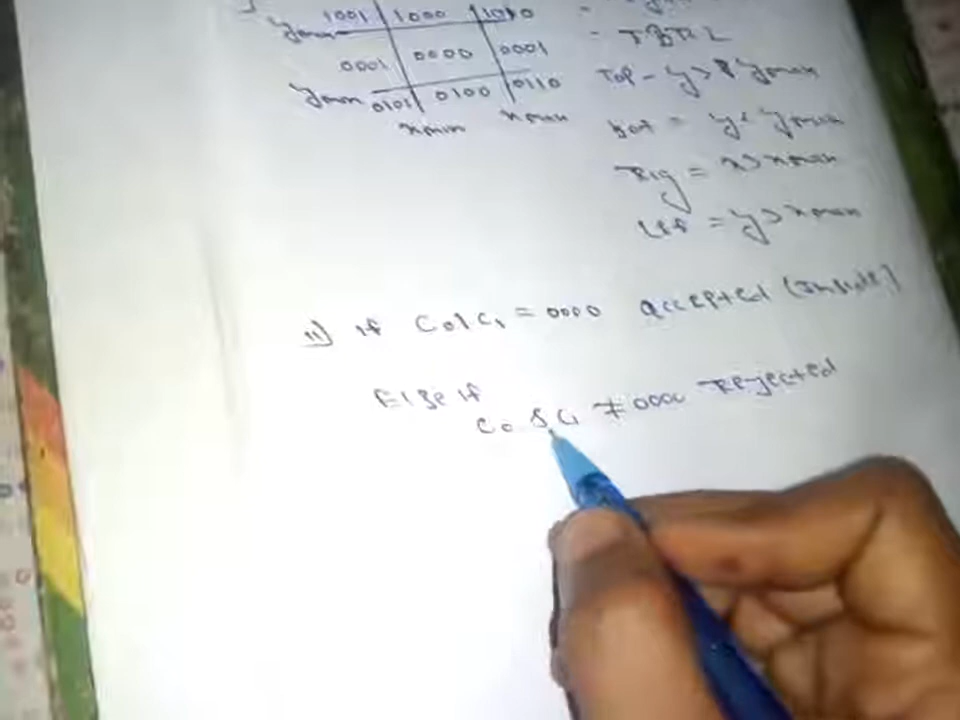 1001 1000 1010
ymax
0001 0000 0001
- TBRL
Top - y > ymax
ymin 0101 0100 0110
xmin xmax
Bot = y < ymin
Rig = x > xmax
Lef = y > xmin
ii) if C0|C1 = 0000 accepted (Inside)
Else if
C0 & C1 ≠ 0000 Rejected